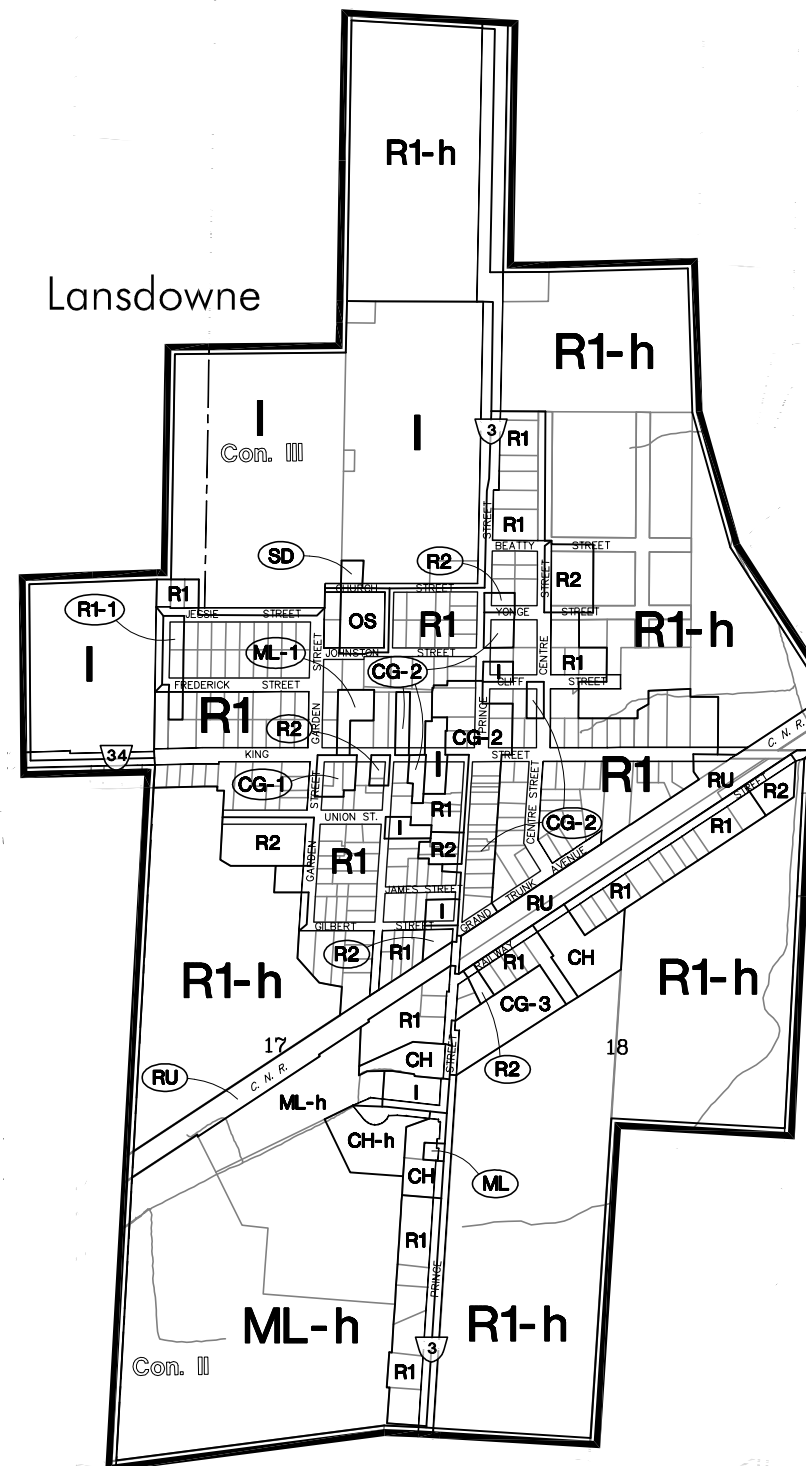 R1-h
Lansdowne
R1-h
I
I
3
R1
Con. III
STREET
R1
BEATTY STREET
SD
R2
CHURCH STREET
R2
STREET
R1
R1-1
JESSIE STREET
OS
R1
YONGE STREET
R1-h
STREET
ML-1
JOHNSTON STREET
CENTRE
R1
I
CG-2
I
CLIFF STREET
FREDERICK STREET
R1
GARDEN
R2
PRINCE
CG-2
C. N. R.
34
KING STREET
I
R1
RU
STREET
R2
CG-1
STREET
R1
CENTRE STREET
CG-2
R1
UNION ST.
I
R2
GARDEN
R1
R2
AVENUE
JAMES STREET
TRUNK
R1
I
GRAND
RU
GILBERT STREET
R2
R1
RAILWAY
R1
CH
R1-h
R1-h
CG-3
R1
17
18
CH
STREET
R2
RU
C. N. R.
I
ML-h
CH-h
CH
ML
R1
PRINCE
ML-h
R1-h
3
Con. II
R1